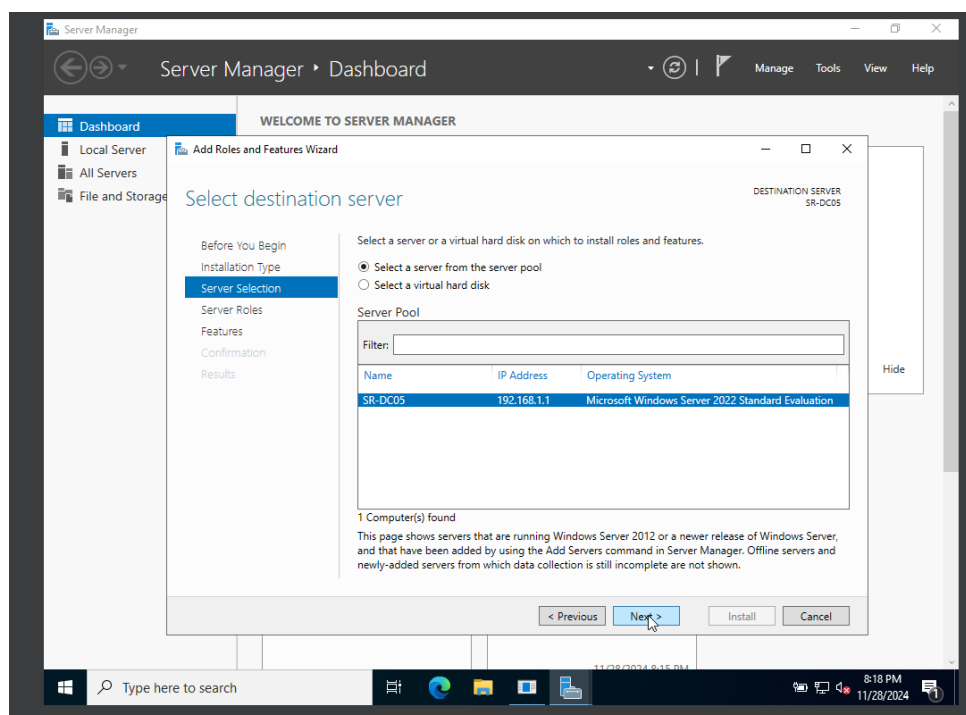 Server Manager
Server Manager ‣ Dashboard
Manage Tools View Help
Dashboard
Local Server
All Servers
File and Storage
WELCOME TO SERVER MANAGER
Hide
Add Roles and Features Wizard
Select destination server
DESTINATION SERVER
SR-DC05
Before You Begin
Installation Type
Server Selection
Server Roles
Features
Confirmation
Results
Select a server or a virtual hard disk on which to install roles and features.
Select a server from the server pool
Select a virtual hard disk
Server Pool
Filter:
Name IP Address Operating System
SR-DC05 192.168.1.1 Microsoft Windows Server 2022 Standard Evaluation
1 Computer(s) found
This page shows servers that are running Windows Server 2012 or a newer release of Windows Server,
and that have been added by using the Add Servers command in Server Manager. Offline servers and
newly-added servers from which data collection is still incomplete are not shown.
< Previous Next > Install Cancel
11/28/2024 8:15 PM
Type here to search
8:18 PM
11/28/2024
1